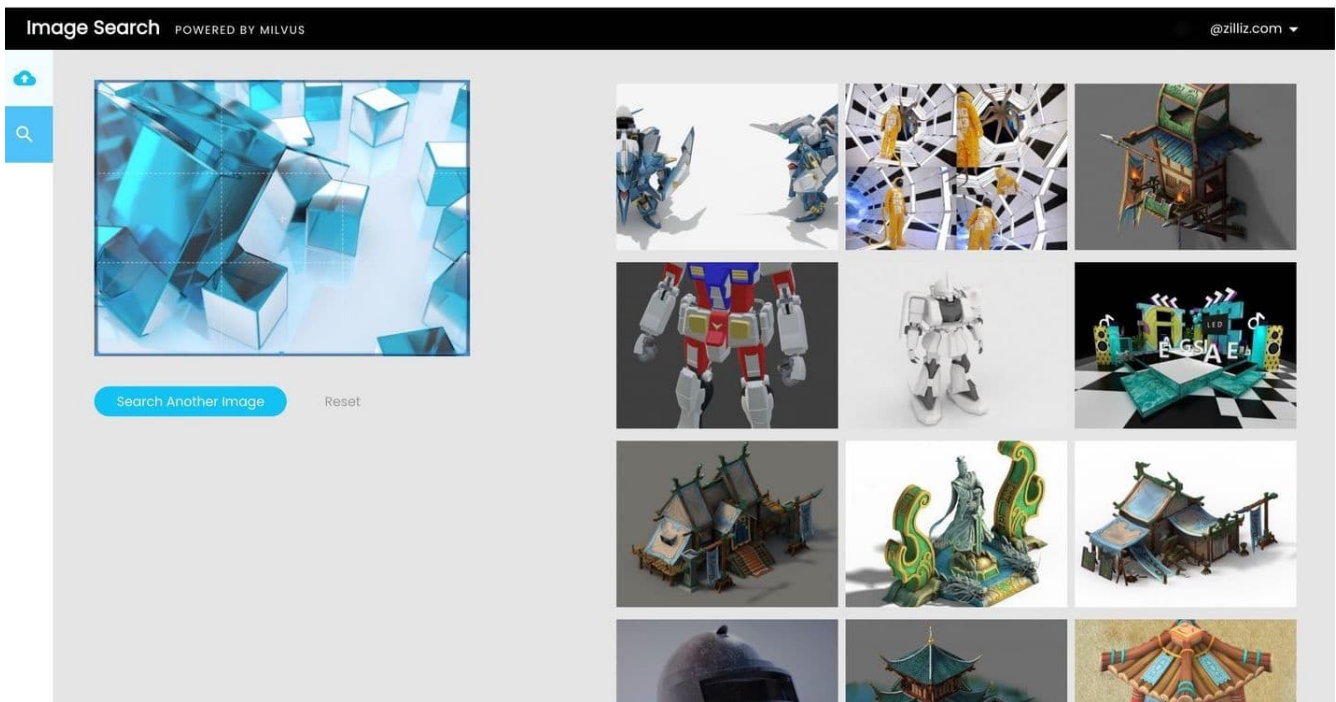 Image Search POWERED BY MILVUS
@zilliz.com
Search Another Image
Reset
LED